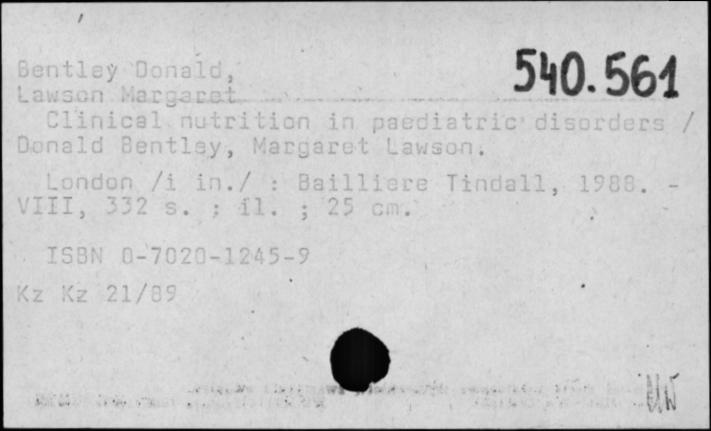 540.561
Bentley Donald,
Lawson Margaret
Clinical nutrition in paediatric disorders /
Donald Bentley, Margaret Lawson.
London /i in./ : Bailliere Tindall, 1988. -
VIII, 332 s. ; il. ; 25 cm.
ISBN 0-7020-1245-9
Kz Kz 21/89